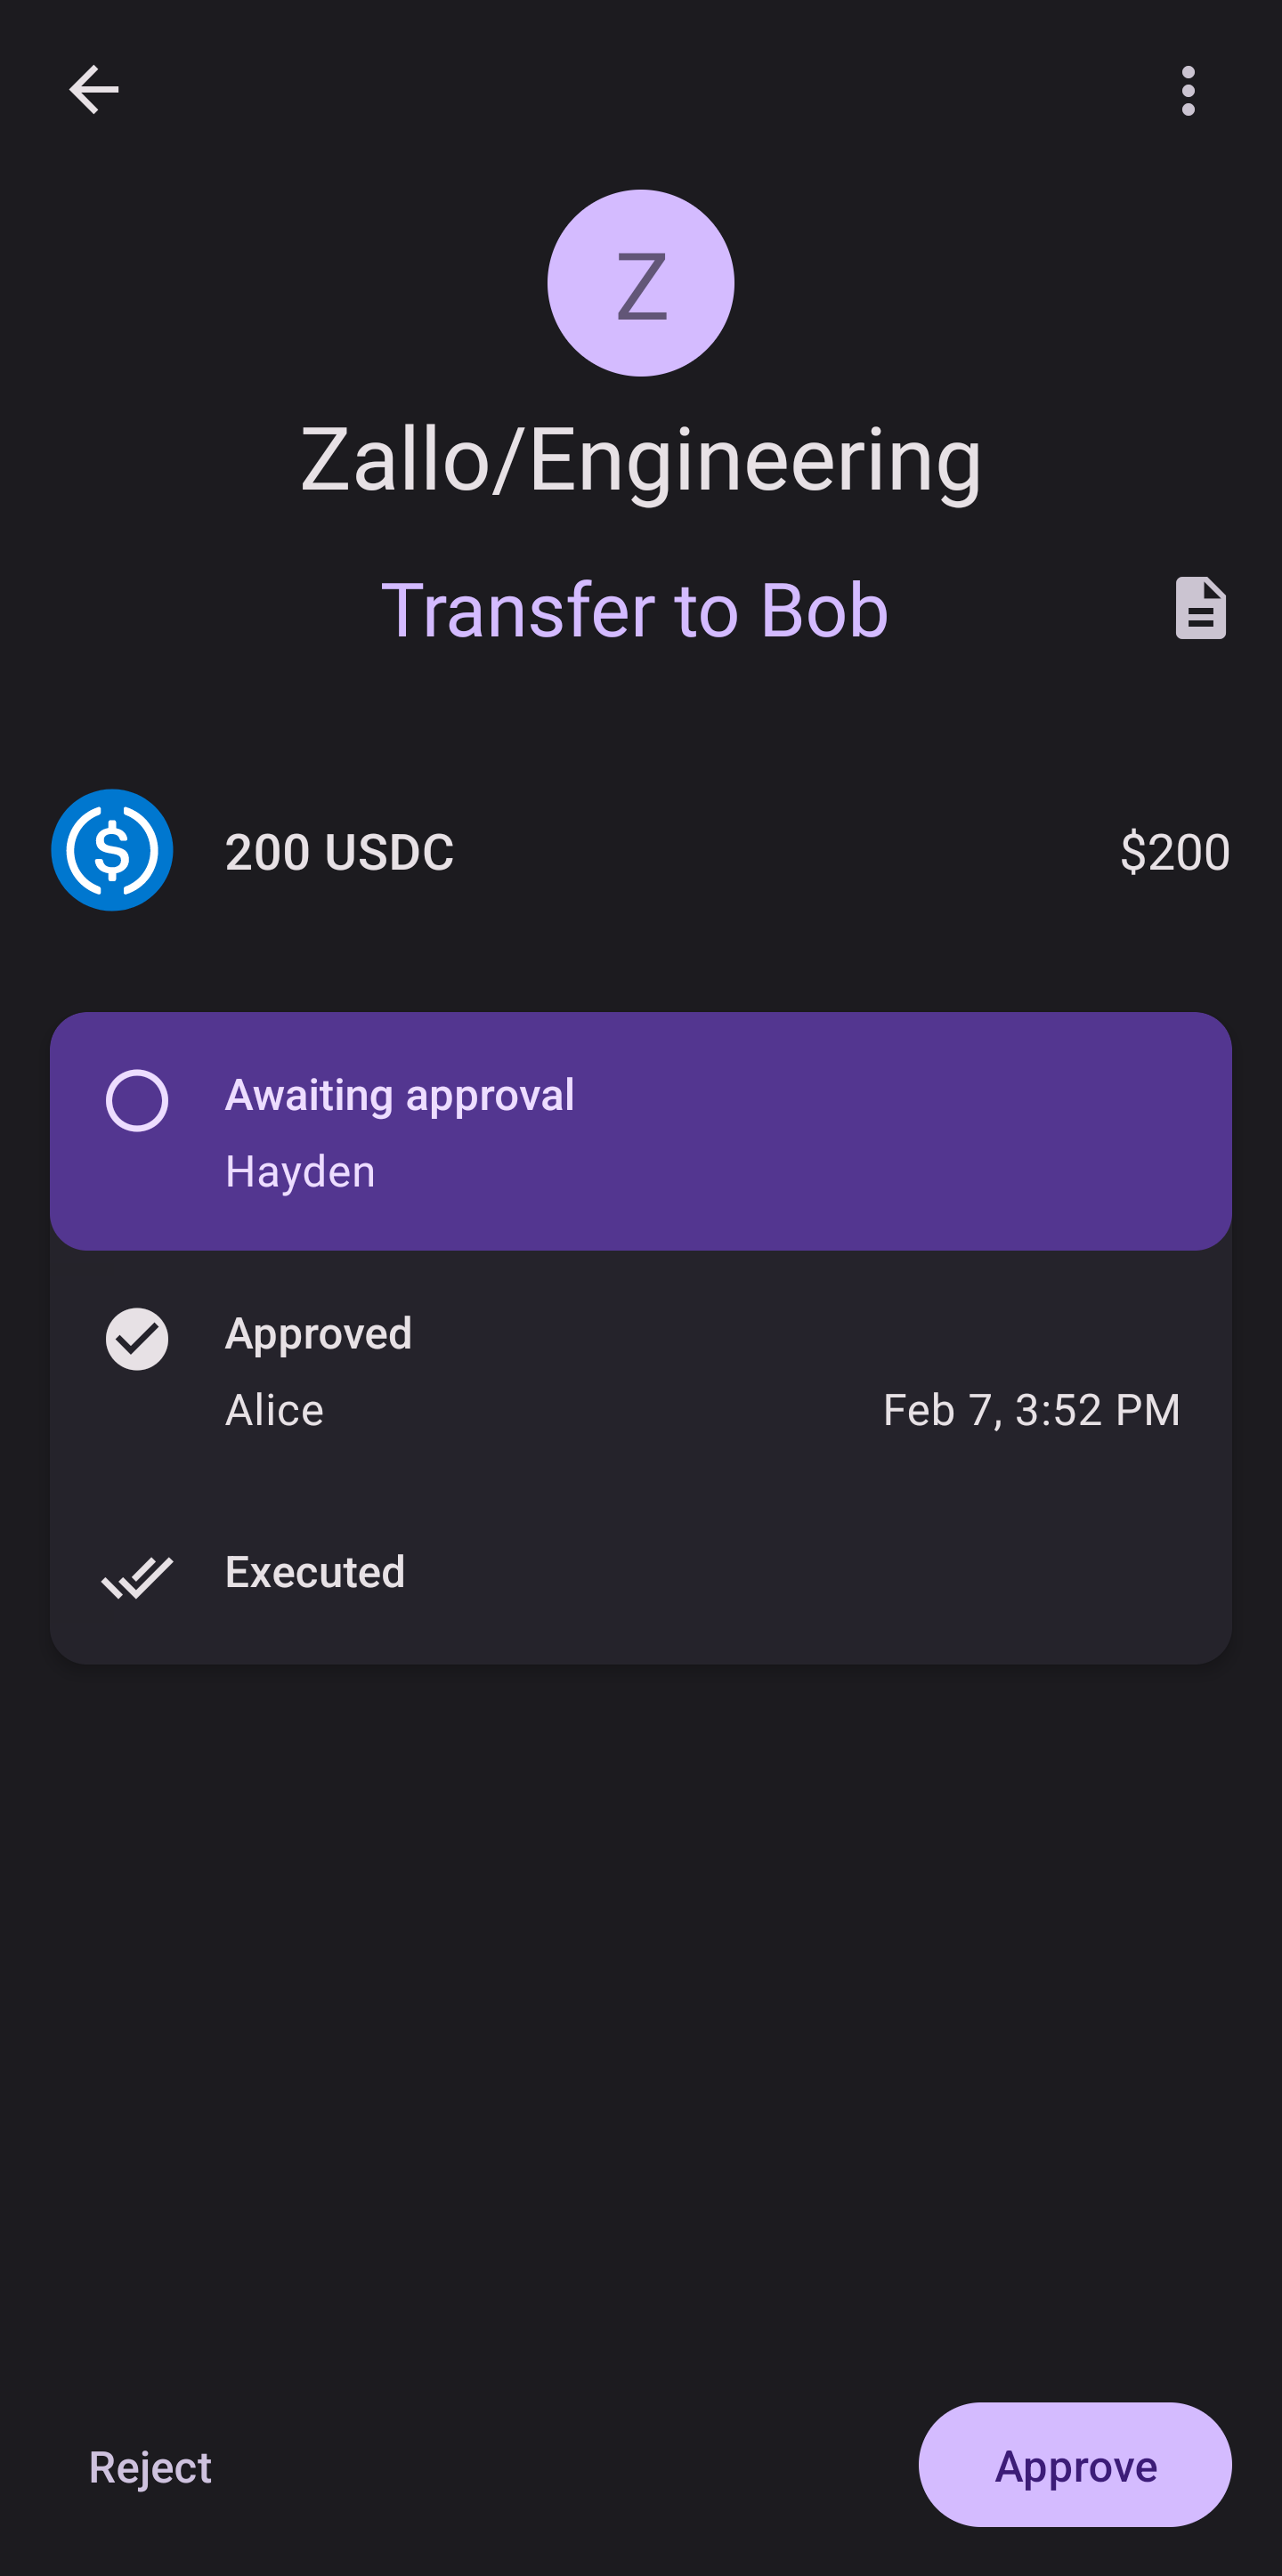 Z
Zallo/Engineering
Transfer to Bob
200 USDC $200
Awaiting approval
Hayden
Approved
Alice Feb 7, 3:52 PM
Executed
Reject Approve